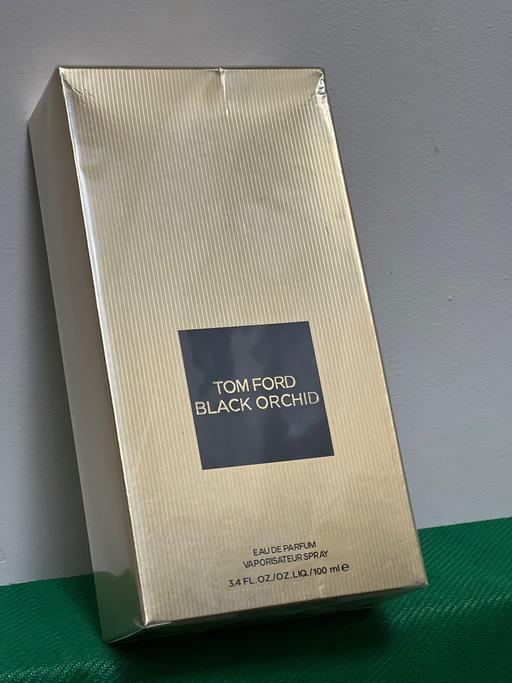 TOM FORD
BLACK ORCHID
EAU DE PARFUM
VAPORISATEUR SPRAY
3.4 FL.OZ./OZ.LIQ./100 ml ℮